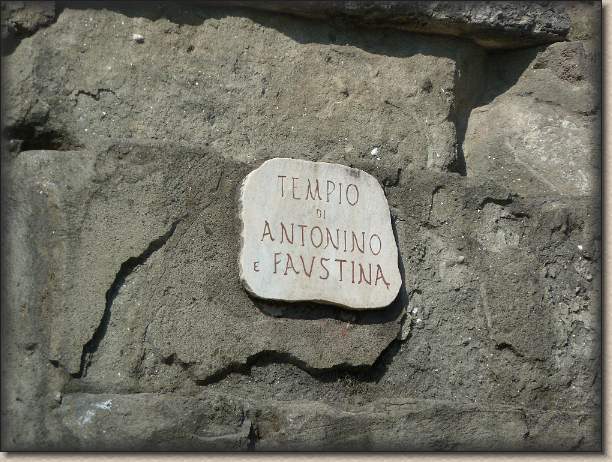 TEMPIO
DI
ANTONINO
E FAVSTINA